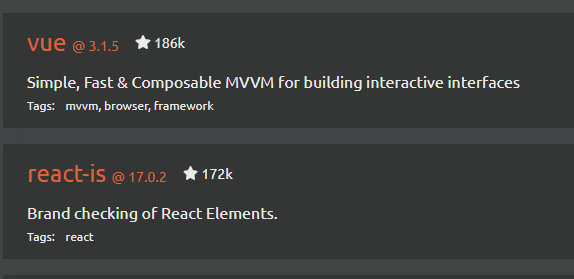 vue @ 3.1.5 186k
Simple, Fast & Composable MVVM for building interactive interfaces
Tags: mvvm, browser, framework
react-is @ 17.0.2 172k
Brand checking of React Elements.
Tags: react